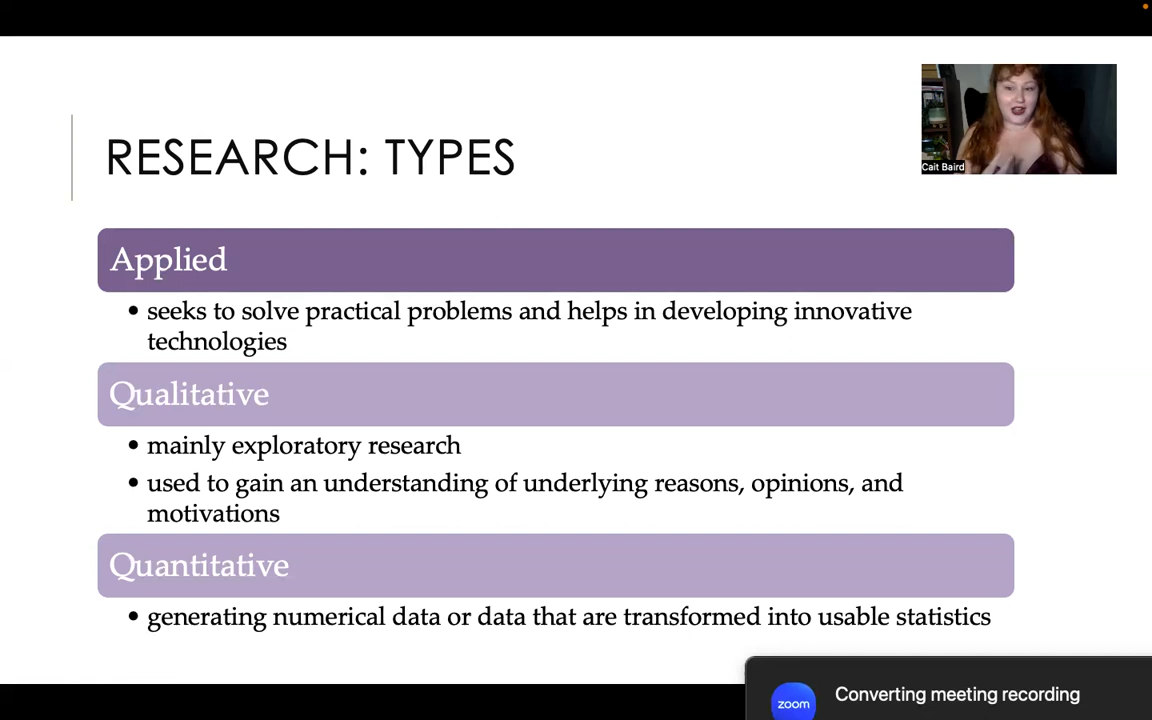 RESEARCH: TYPES
Cait Baird
Applied
• seeks to solve practical problems and helps in developing innovative
technologies
Qualitative
• mainly exploratory research
• used to gain an understanding of underlying reasons, opinions, and
motivations
Quantitative
• generating numerical data or data that are transformed into usable statistics
zoom
Converting meeting recording